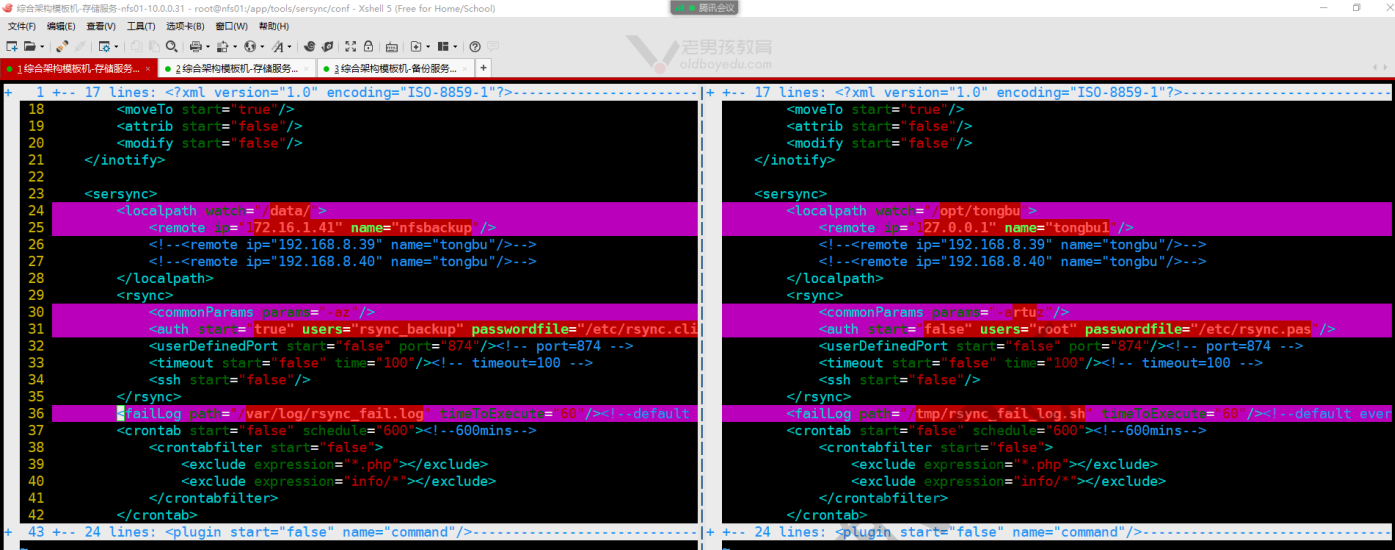 综合架构模板机-存储服务-nfs01-10.0.0.31 - root@nfs01:/app/tools/sersync/conf - Xshell 5 (Free for Home/School)
腾讯会议
文件(F) 编辑(E) 查看(V) 工具(T) 选项卡(B) 窗口(W) 帮助(H)
老男孩教育
oldboyedu.com
1 综合架构模板机-存储服务... × 2 综合架构模板机-存储服务... × 3 综合架构模板机-备份服务... × +
+ 1 +-- 17 lines: <?xml version="1.0" encoding="ISO-8859-1"?>-----------------------
18 <moveTo start="true"/>
19 <attrib start="false"/>
20 <modify start="false"/>
21 </inotify>
22
23 <sersync>
24 <localpath watch="/data/">
25 <remote ip="172.16.1.41" name="nfsbackup"/>
26 <!--<remote ip="192.168.8.39" name="tongbu"/>-->
27 <!--<remote ip="192.168.8.40" name="tongbu"/>-->
28 </localpath>
29 <rsync>
30 <commonParams params="-az"/>
31 <auth start="true" users="rsync_backup" passwordfile="/etc/rsync.cli
32 <userDefinedPort start="false" port="874"/><!-- port=874 -->
33 <timeout start="false" time="100"/><!-- timeout=100 -->
34 <ssh start="false"/>
35 </rsync>
36 <failLog path="/var/log/rsync_fail.log" timeToExecute="60"/><!--default
37 <crontab start="false" schedule="600"><!--600mins-->
38 <crontabfilter start="false">
39 <exclude expression="*.php"></exclude>
40 <exclude expression="info/*"></exclude>
41 </crontabfilter>
42 </crontab>
+ 43 +-- 24 lines: <plugin start="false" name="command"/>----------------------------
~
+ +-- 17 lines: <?xml version="1.0" encoding="ISO-8859-1"?>--------------------------
<moveTo start="true"/>
<attrib start="false"/>
<modify start="false"/>
</inotify>
<sersync>
<localpath watch="/opt/tongbu">
<remote ip="127.0.0.1" name="tongbu1"/>
<!--<remote ip="192.168.8.39" name="tongbu"/>-->
<!--<remote ip="192.168.8.40" name="tongbu"/>-->
</localpath>
<rsync>
<commonParams params="-artuz"/>
<auth start="false" users="root" passwordfile="/etc/rsync.pas"/>
<userDefinedPort start="false" port="874"/><!-- port=874 -->
<timeout start="false" time="100"/><!-- timeout=100 -->
<ssh start="false"/>
</rsync>
<failLog path="/tmp/rsync_fail_log.sh" timeToExecute="60"/><!--default ever
<crontab start="false" schedule="600"><!--600mins-->
<crontabfilter start="false">
<exclude expression="*.php"></exclude>
<exclude expression="info/*"></exclude>
</crontabfilter>
</crontab>
+ +-- 24 lines: <plugin start="false" name="command"/>-------------------------------
~